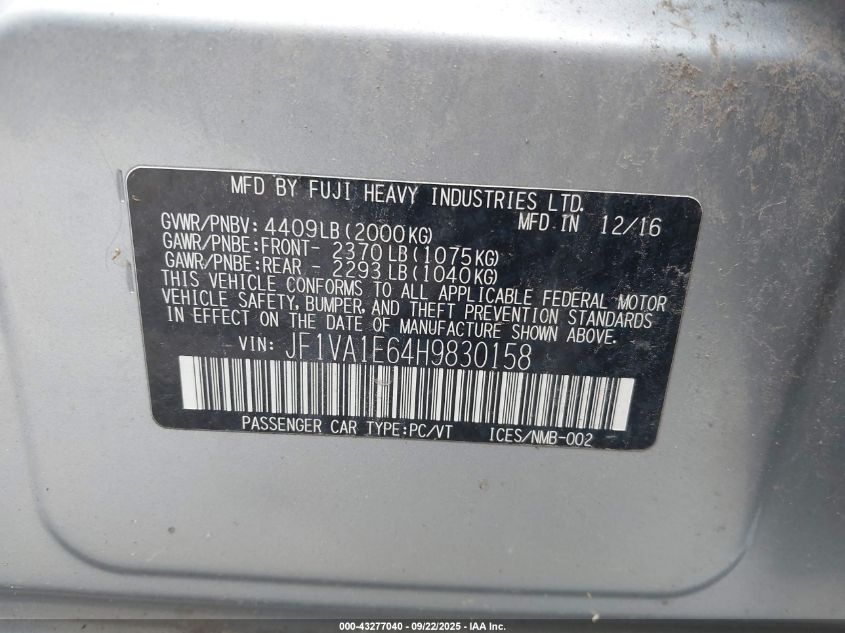 MFD BY FUJI HEAVY INDUSTRIES LTD.
MFD IN 12/16
GVWR/PNBV: 4409LB(2000KG)
GAWR/PNBE:FRONT- 2370LB(1075KG)
GAWR/PNBE:REAR - 2293LB(1040KG)
THIS VEHICLE CONFORMS TO ALL APPLICABLE FEDERAL MOTOR
VEHICLE SAFETY, BUMPER, AND THEFT PREVENTION STANDARDS
IN EFFECT ON THE DATE OF MANUFACTURE SHOWN ABOVE.
VIN: JF1VA1E64H9830158
PASSENGER CAR TYPE:PC/VT ICES/NMB-002
000-43277040 - 09/22/2025 - IAA Inc.